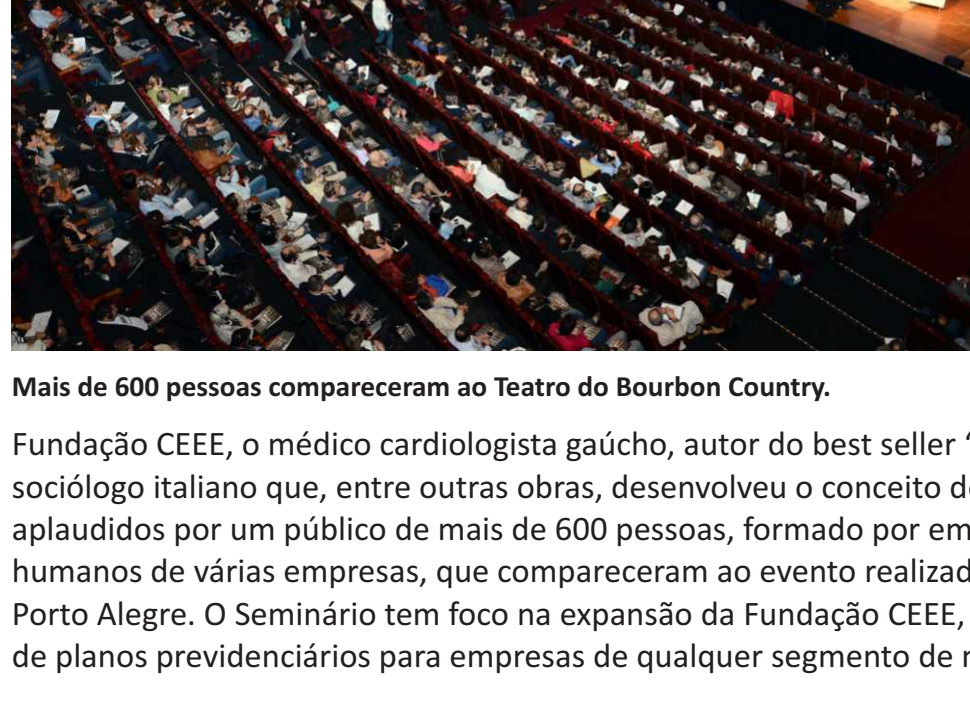 Mais de 600 pessoas compareceram ao Teatro do Bourbon Country.
Fundação CEEE, o médico cardiologista gaúcho, autor do best seller “
sociólogo italiano que, entre outras obras, desenvolveu o conceito d
aplaudidos por um público de mais de 600 pessoas, formado por em
humanos de várias empresas, que compareceram ao evento realizad
Porto Alegre. O Seminário tem foco na expansão da Fundação CEEE,
de planos previdenciários para empresas de qualquer segmento de